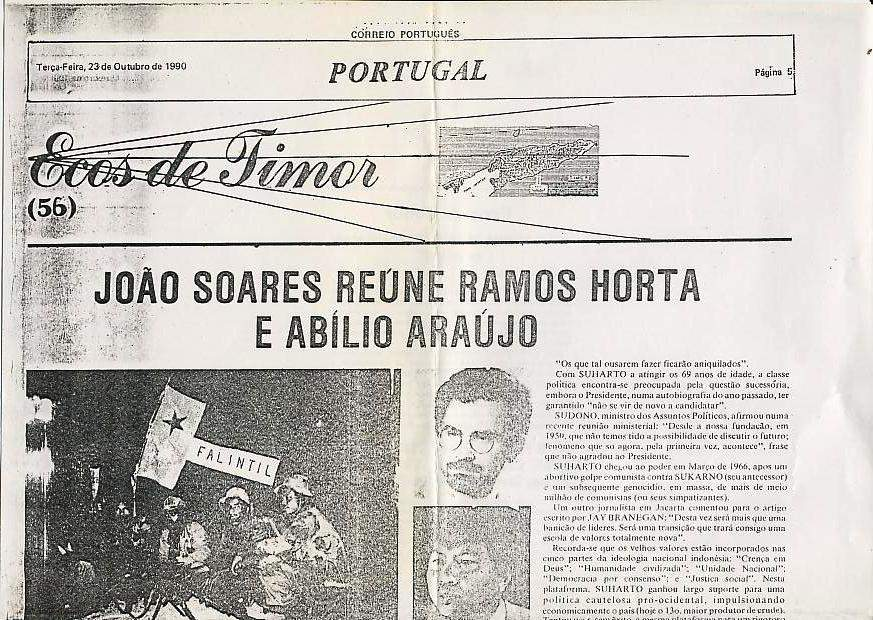 CORREIO PORTUGUÊS
Terça-Feira, 23 de Outubro de 1990
PORTUGAL
Página 5
Ecos de Timor
(56)
JOÃO SOARES REÚNE RAMOS HORTA
E ABÍLIO ARAÚJO
FALINTIL
"Os que tal ousarem fazer ficarão aniquilados".
Com SUHARTO a atingir os 69 anos de idade, a classe
política encontra-se preocupada pela questão sucessória,
embora o Presidente, numa autobiografia do ano passado, ter
garantido "não se vir de novo a candidatar".
SUDONO, ministro dos Assuntos Políticos, afirmou numa
recente reunião ministerial: "Desde a nossa fundação, em
1950, que não temos tido a possibilidade de discutir o futuro;
fenómeno que so agora, pela primeira vez, acontece", frase
que não agradou ao Presidente.
SUHARTO chegou ao poder em Março de 1966, apos um
abortivo golpe comunista contra SUKARNO (seu antecessor)
e um subsequente genocídio, em massa, de mais de meio
milhão de comunistas (ou seus simpatizantes).
Um outro jornalista em Jacarta comentou para o artigo
escrito por JAY BRANEGAN: "Desta vez será mais que uma
banição de líderes. Será uma transição que trará consigo uma
escola de valores totalmente nova".
Recorda-se que os velhos valores estão incorporados nas
cinco partes da ideologia nacional indonésia: "Crença em
Deus"; "Humanidade civilizada"; "Unidade Nacional";
"Democracia por consenso"; e "Justiça social". Nesta
plataforma, SUHARTO ganhou largo suporte para uma
política cautelosa pro-ocidental, impulsionando
economicamente o país (hoje o 13o. maior produtor de crude).